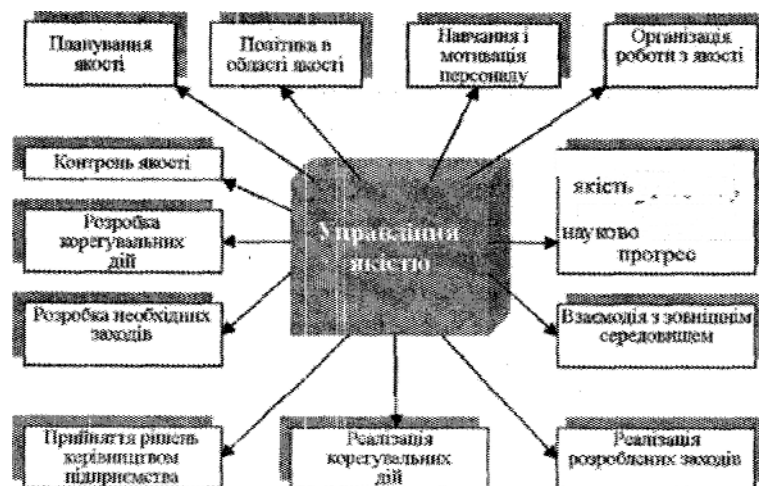 Планування
якості
Політика в
області якості
Навчання і
мотивація
персоналу
Організація
роботи з якості
Контроль якості
якість
науково
прогрес
Розробка
корегувальних
дій
Управління
якістю
Розробка необхідних
заходів
Взаємодія з зовнішнім
середовищем
Прийняття рішень
керівництвом
підприємства
Реалізація
корегувальних
дій
Реалізація
розроблених заходів